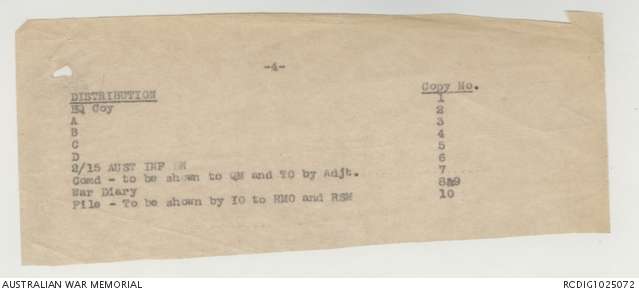 -4-
DISTRIBUTION Copy No.
HQ Coy 1
A 2
B 3
C 4
D 5
2/15 AUST INF BN 6
Comd - to be shown to QM and TO by Adjt. 7
War Diary 8&9
File - To be shown by IO to RMO and RSM 10
AUSTRALIAN WAR MEMORIAL RCDIG1025072